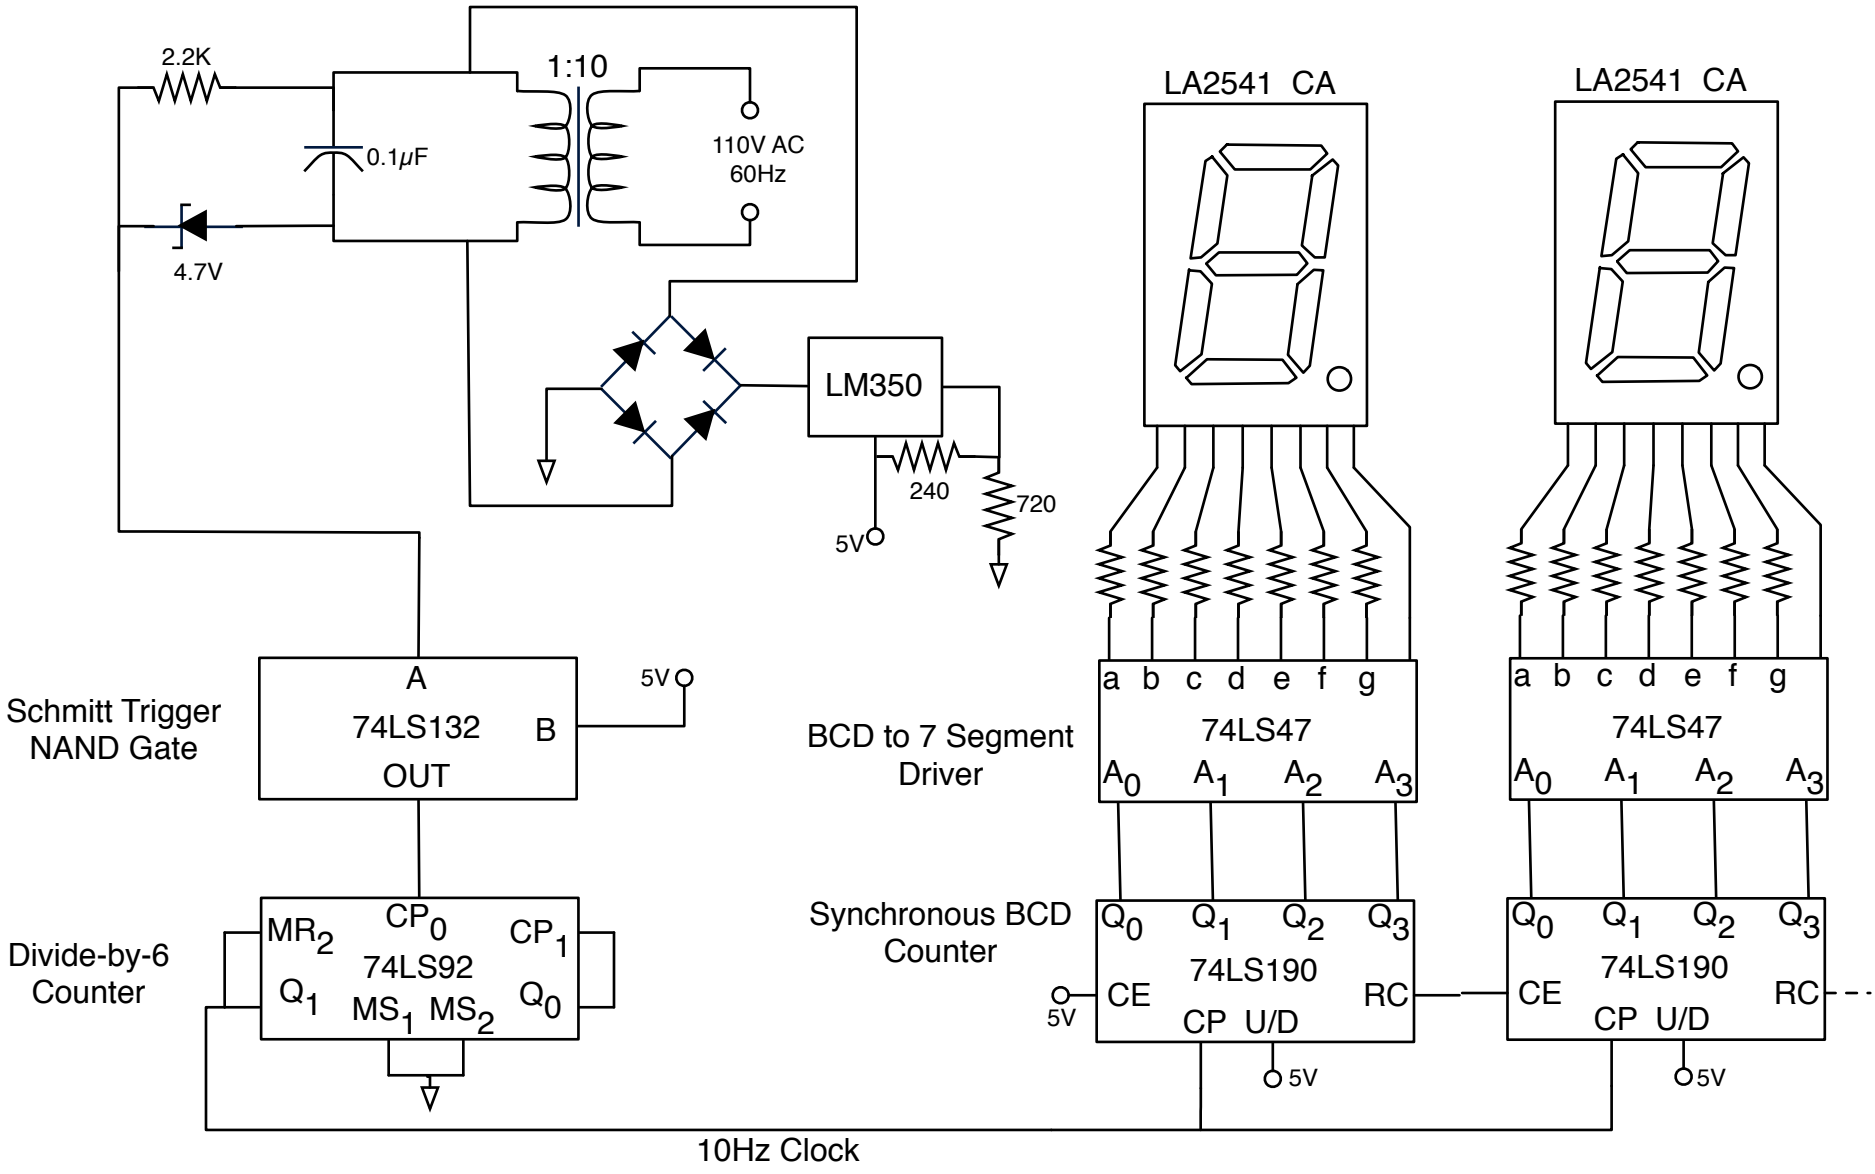 2.2K
1:10
0.1µF
110V AC
60Hz
4.7V
LM350
240
720
5V
LA2541 CA
LA2541 CA
Schmitt Trigger
NAND Gate
A
74LS132
B
OUT
5V
BCD to 7 Segment
Driver
a b c d e f g
74LS47
A0 A1 A2 A3
a b c d e f g
74LS47
A0 A1 A2 A3
Divide-by-6
Counter
MR2 CP0 CP1
74LS92
Q1 MS1 MS2 Q0
Synchronous BCD
Counter
Q0 Q1 Q2 Q3
74LS190
CE RC
CP U/D
5V
5V
Q0 Q1 Q2 Q3
74LS190
CE RC
CP U/D
5V
10Hz Clock